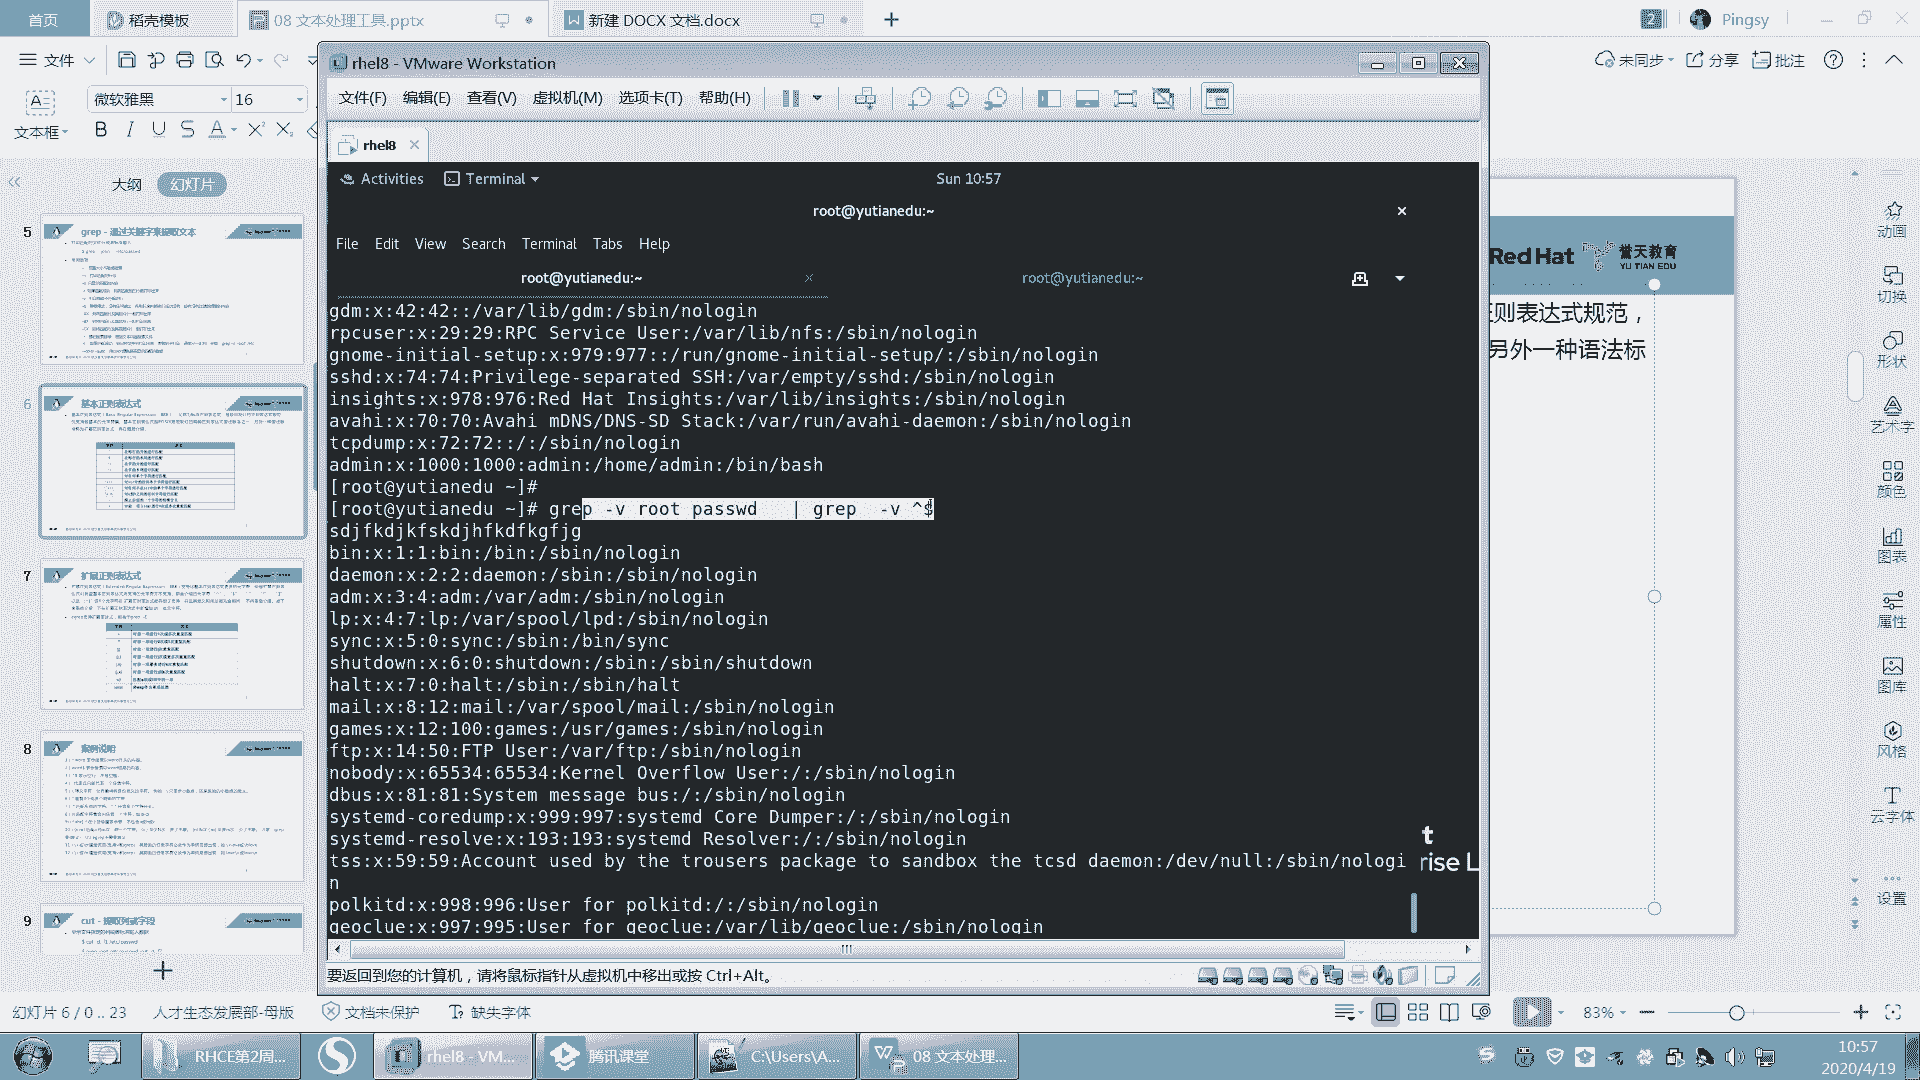 首页
稻壳模板
08 文本处理工具.pptx
新建 DOCX 文档.docx
2
Pingsy
文件
未同步
分享
批注
微软雅黑
16
文本框
大纲
幻灯片
rhel8 - VMware Workstation
文件(F) 编辑(E) 查看(V) 虚拟机(M) 选项卡(T) 帮助(H)
rhel8
Activities
Terminal
Sun 10:57
root@yutianedu:~
File Edit View Search Terminal Tabs Help
root@yutianedu:~
root@yutianedu:~
gdm:x:42:42::/var/lib/gdm:/sbin/nologin
rpcuser:x:29:29:RPC Service User:/var/lib/nfs:/sbin/nologin
gnome-initial-setup:x:979:977::/run/gnome-initial-setup/:/sbin/nologin
sshd:x:74:74:Privilege-separated SSH:/var/empty/sshd:/sbin/nologin
insights:x:978:976:Red Hat Insights:/var/lib/insights:/sbin/nologin
avahi:x:70:70:Avahi mDNS/DNS-SD Stack:/var/run/avahi-daemon:/sbin/nologin
tcpdump:x:72:72::/:/sbin/nologin
admin:x:1000:1000:admin:/home/admin:/bin/bash
[root@yutianedu ~]#
[root@yutianedu ~]# grep -v root passwd   | grep  -v ^$
sdjfkdjkfskdjhfkdfkgfjg
bin:x:1:1:bin:/bin:/sbin/nologin
daemon:x:2:2:daemon:/sbin:/sbin/nologin
adm:x:3:4:adm:/var/adm:/sbin/nologin
lp:x:4:7:lp:/var/spool/lpd:/sbin/nologin
sync:x:5:0:sync:/sbin:/bin/sync
shutdown:x:6:0:shutdown:/sbin:/sbin/shutdown
halt:x:7:0:halt:/sbin:/sbin/halt
mail:x:8:12:mail:/var/spool/mail:/sbin/nologin
games:x:12:100:games:/usr/games:/sbin/nologin
ftp:x:14:50:FTP User:/var/ftp:/sbin/nologin
nobody:x:65534:65534:Kernel Overflow User:/:/sbin/nologin
dbus:x:81:81:System message bus:/:/sbin/nologin
systemd-coredump:x:999:997:systemd Core Dumper:/:/sbin/nologin
systemd-resolve:x:193:193:systemd Resolver:/:/sbin/nologin
tss:x:59:59:Account used by the trousers package to sandbox the tcsd daemon:/dev/null:/sbin/nologi
n
polkitd:x:998:996:User for polkitd:/:/sbin/nologin
geoclue:x:997:995:User for geoclue:/var/lib/geoclue:/sbin/nologin
t
rise L
要返回到您的计算机，请将鼠标指针从虚拟机中移出或按 Ctrl+Alt。
5
grep - 通过关键字来提取文本
6
基本正则表达式
7
扩展正则表达式
8
案例说明
9
cut - 提取列或字段
Red Hat
誉天教育
YU TIAN EDU
则表达式规范，
另外一种语法标
动画
切换
形状
艺术字
颜色
图表
属性
图库
风格
云字体
设置
幻灯片 6 / 0 .. 23
人才生态发展部-母版
文档未保护
缺失字体
83%
RHCE第2周...
rhel8 - VM...
腾讯课堂
C:\Users\A...
08 文本处理...
10:57
2020/4/19